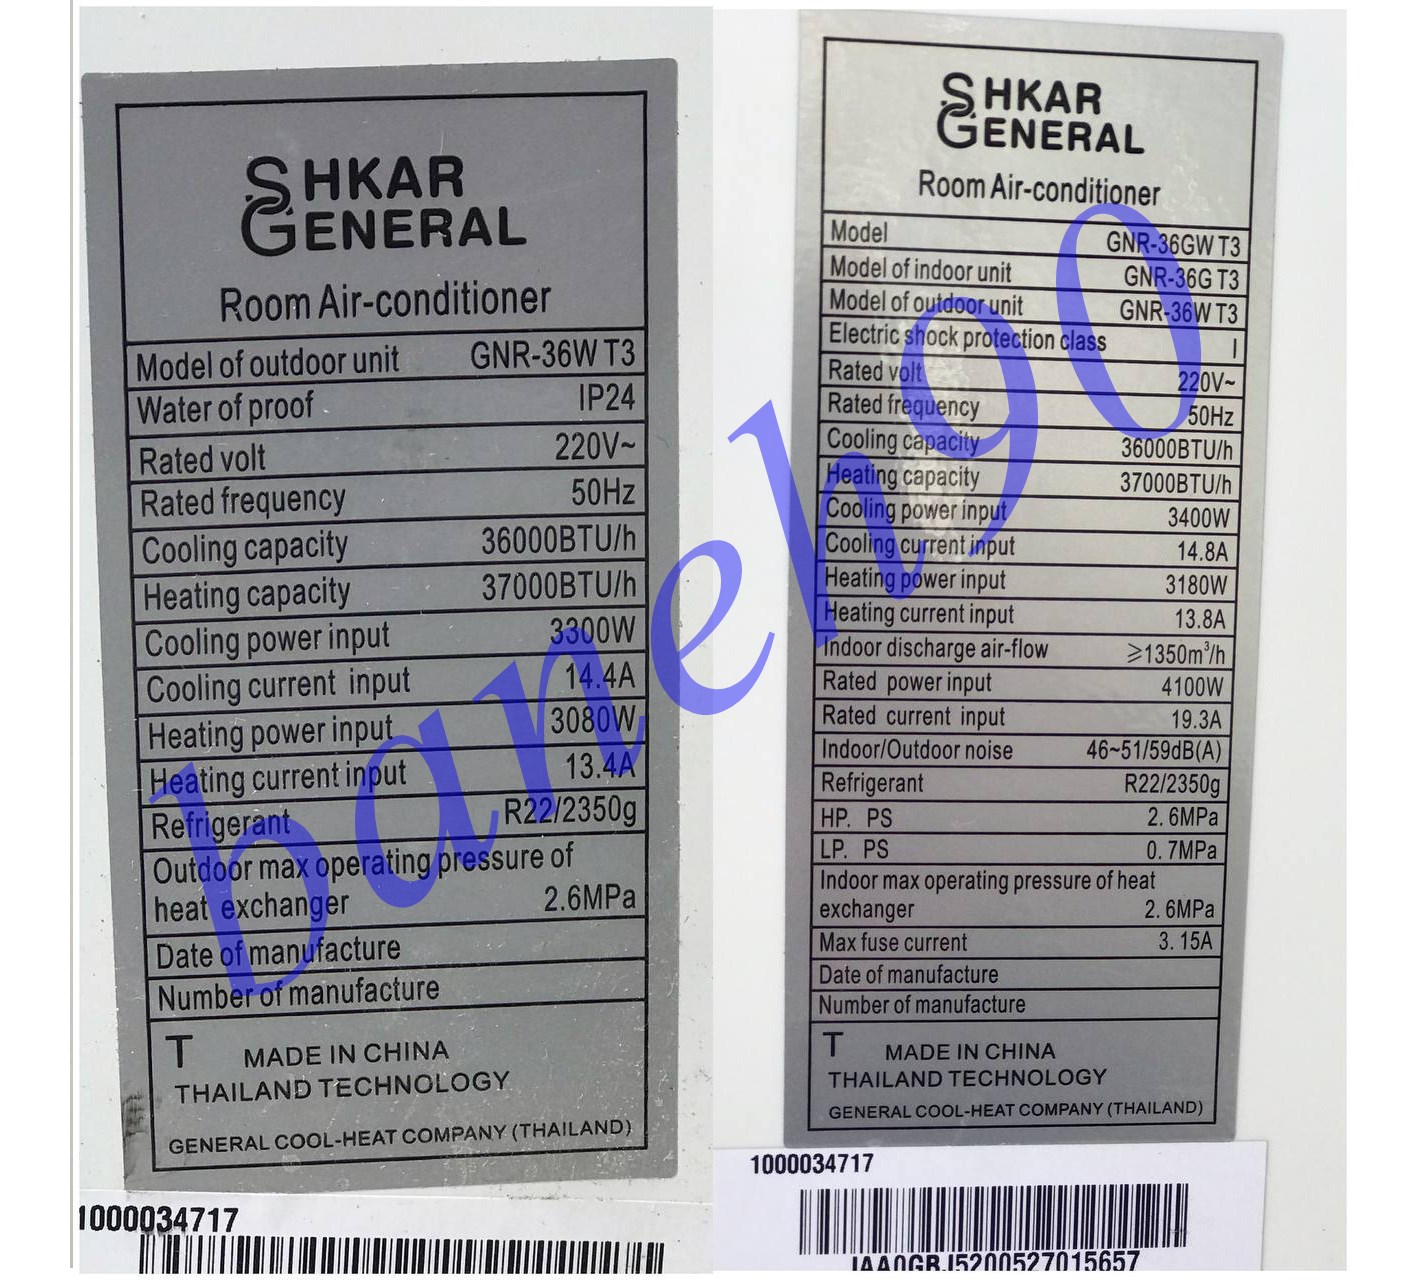 SHKAR
GENERAL
Room Air-conditioner
Model of outdoor unit GNR-36W T3
Water of proof IP24
Rated volt 220V~
Rated frequency 50Hz
Cooling capacity 36000BTU/h
Heating capacity 37000BTU/h
Cooling power input 3300W
Cooling current input 14.4A
Heating power input 3080W
Heating current input 13.4A
Refrigerant R22/2350g
Outdoor max operating pressure of
heat exchanger 2.6MPa
Date of manufacture
Number of manufacture
T MADE IN CHINA
THAILAND TECHNOLOGY
GENERAL COOL-HEAT COMPANY (THAILAND)
1000034717
SHKAR
GENERAL
Room Air-conditioner
Model GNR-36GW T3
Model of indoor unit GNR-36G T3
Model of outdoor unit GNR-36W T3
Electric shock protection class I
Rated volt 220V~
Rated frequency 50Hz
Cooling capacity 36000BTU/h
Heating capacity 37000BTU/h
Cooling power input 3400W
Cooling current input 14.8A
Heating power input 3180W
Heating current input 13.8A
Indoor discharge air-flow ≥1350m³/h
Rated power input 4100W
Rated current input 19.3A
Indoor/Outdoor noise 46~51/59dB(A)
Refrigerant R22/2350g
HP. PS 2.6MPa
LP. PS 0.7MPa
Indoor max operating pressure of heat
exchanger 2.6MPa
Max fuse current 3.15A
Date of manufacture
Number of manufacture
T MADE IN CHINA
THAILAND TECHNOLOGY
GENERAL COOL-HEAT COMPANY (THAILAND)
1000034717
baneh90